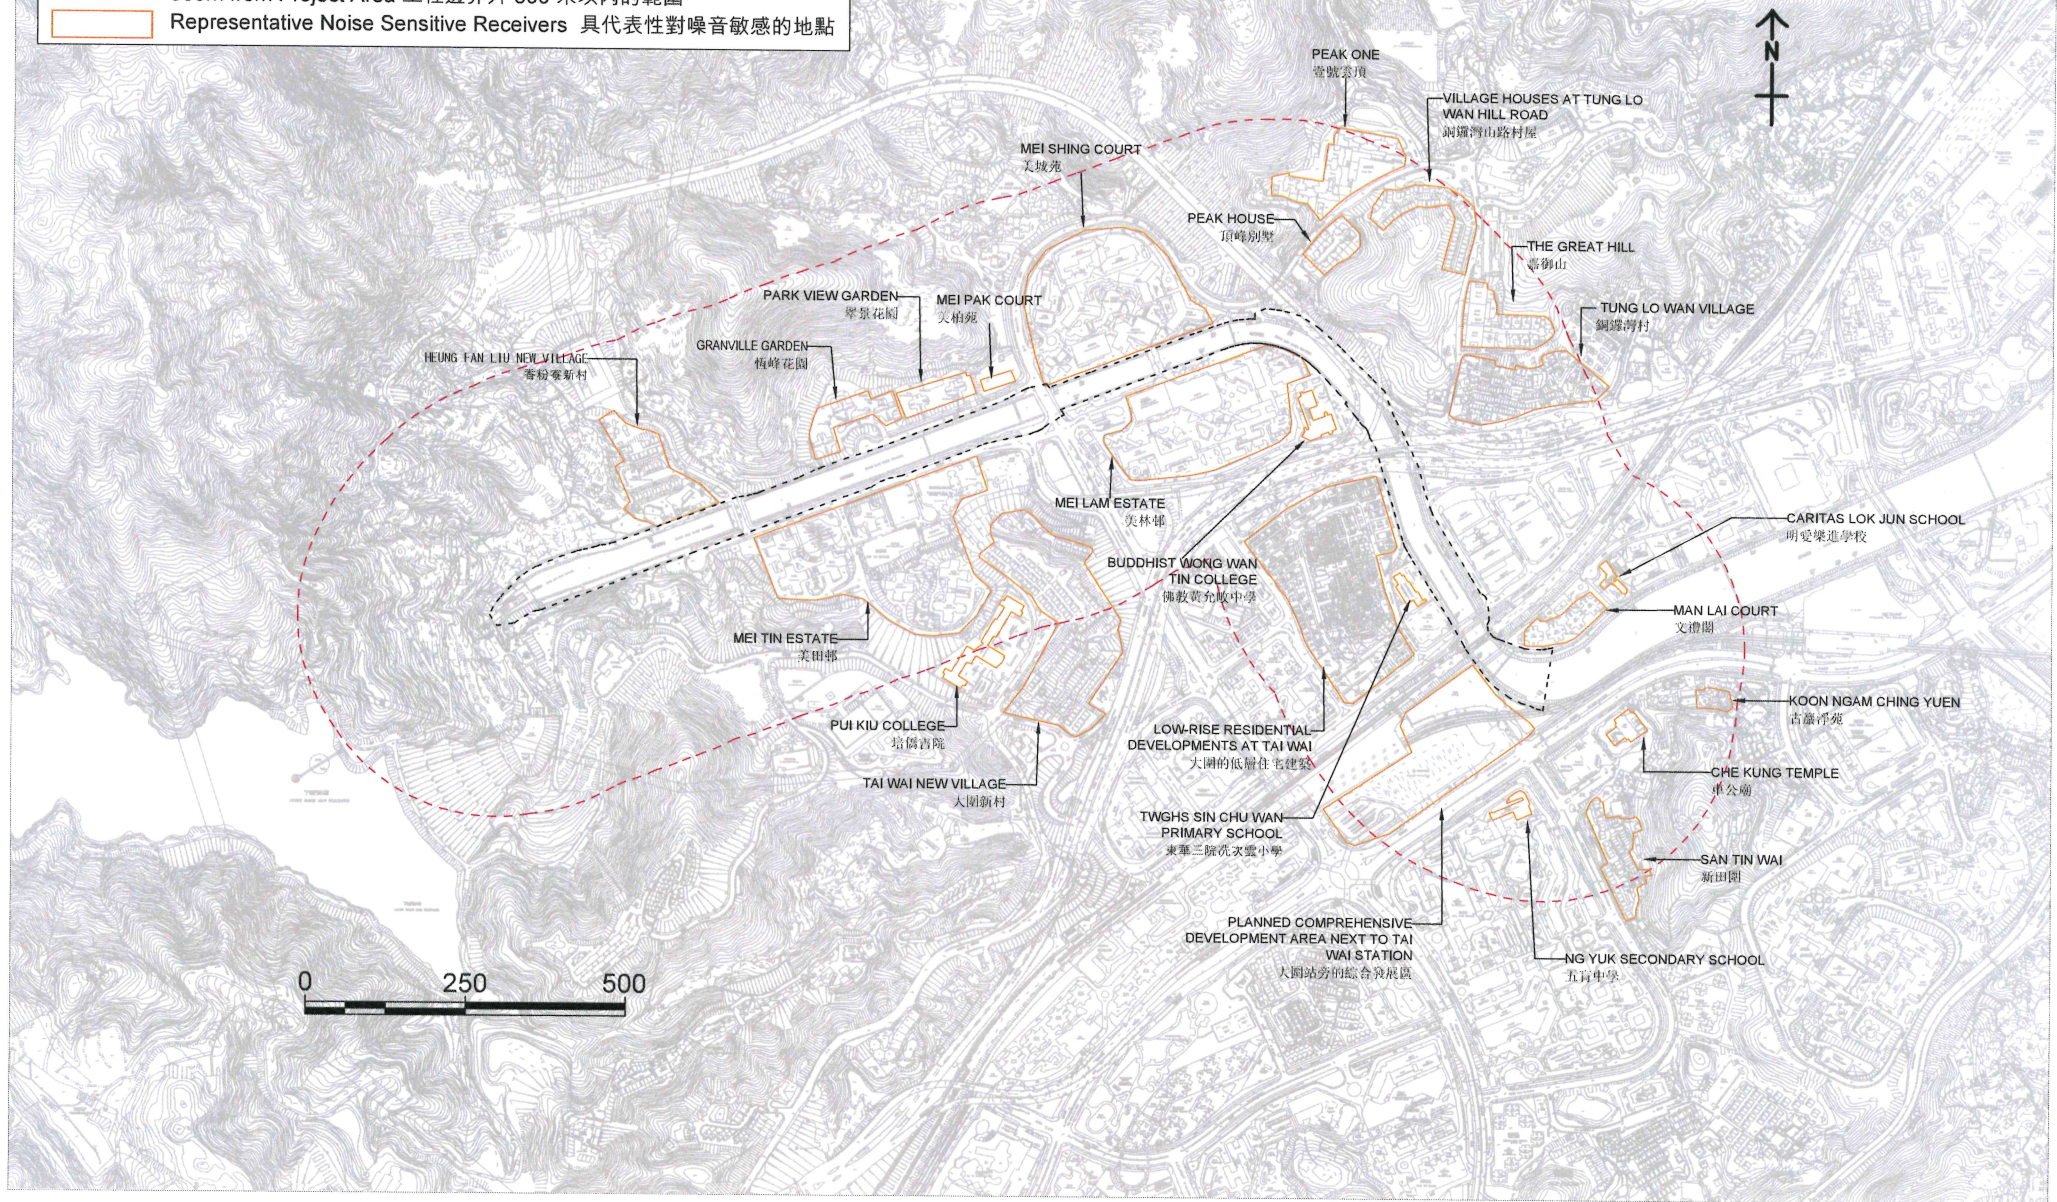 Representative Noise Sensitive Receivers 具代表性對噪音敏感的地點
N
PEAK ONE
壹號雲頂
VILLAGE HOUSES AT TUNG LO
WAN HILL ROAD
銅鑼灣山路村屋
MEI SHING COURT
美城苑
PEAK HOUSE
頂峰別墅
THE GREAT HILL
嘉御山
TUNG LO WAN VILLAGE
銅鑼灣村
PARK VIEW GARDEN
翠景花園
MEI PAK COURT
美柏苑
GRANVILLE GARDEN
恆峰花園
HEUNG FAN LIU NEW VILLAGE
香粉寮新村
MEI LAM ESTATE
美林邨
CARITAS LOK JUN SCHOOL
明愛樂進學校
BUDDHIST WONG WAN
TIN COLLEGE
佛教黃允畋中學
MAN LAI COURT
文禮閣
MEI TIN ESTATE
美田邨
KOON NGAM CHING YUEN
古巖淨苑
PUI KIU COLLEGE
培僑書院
LOW-RISE RESIDENTIAL
DEVELOPMENTS AT TAI WAI
大圍的低層住宅建築
CHE KUNG TEMPLE
車公廟
TAI WAI NEW VILLAGE
大圍新村
TWGHS SIN CHU WAN
PRIMARY SCHOOL
東華三院冼次雲小學
SAN TIN WAI
新田圍
PLANNED COMPREHENSIVE
DEVELOPMENT AREA NEXT TO TAI
WAI STATION
大圍站旁的綜合發展區
NG YUK SECONDARY SCHOOL
五育中學
0 250 500